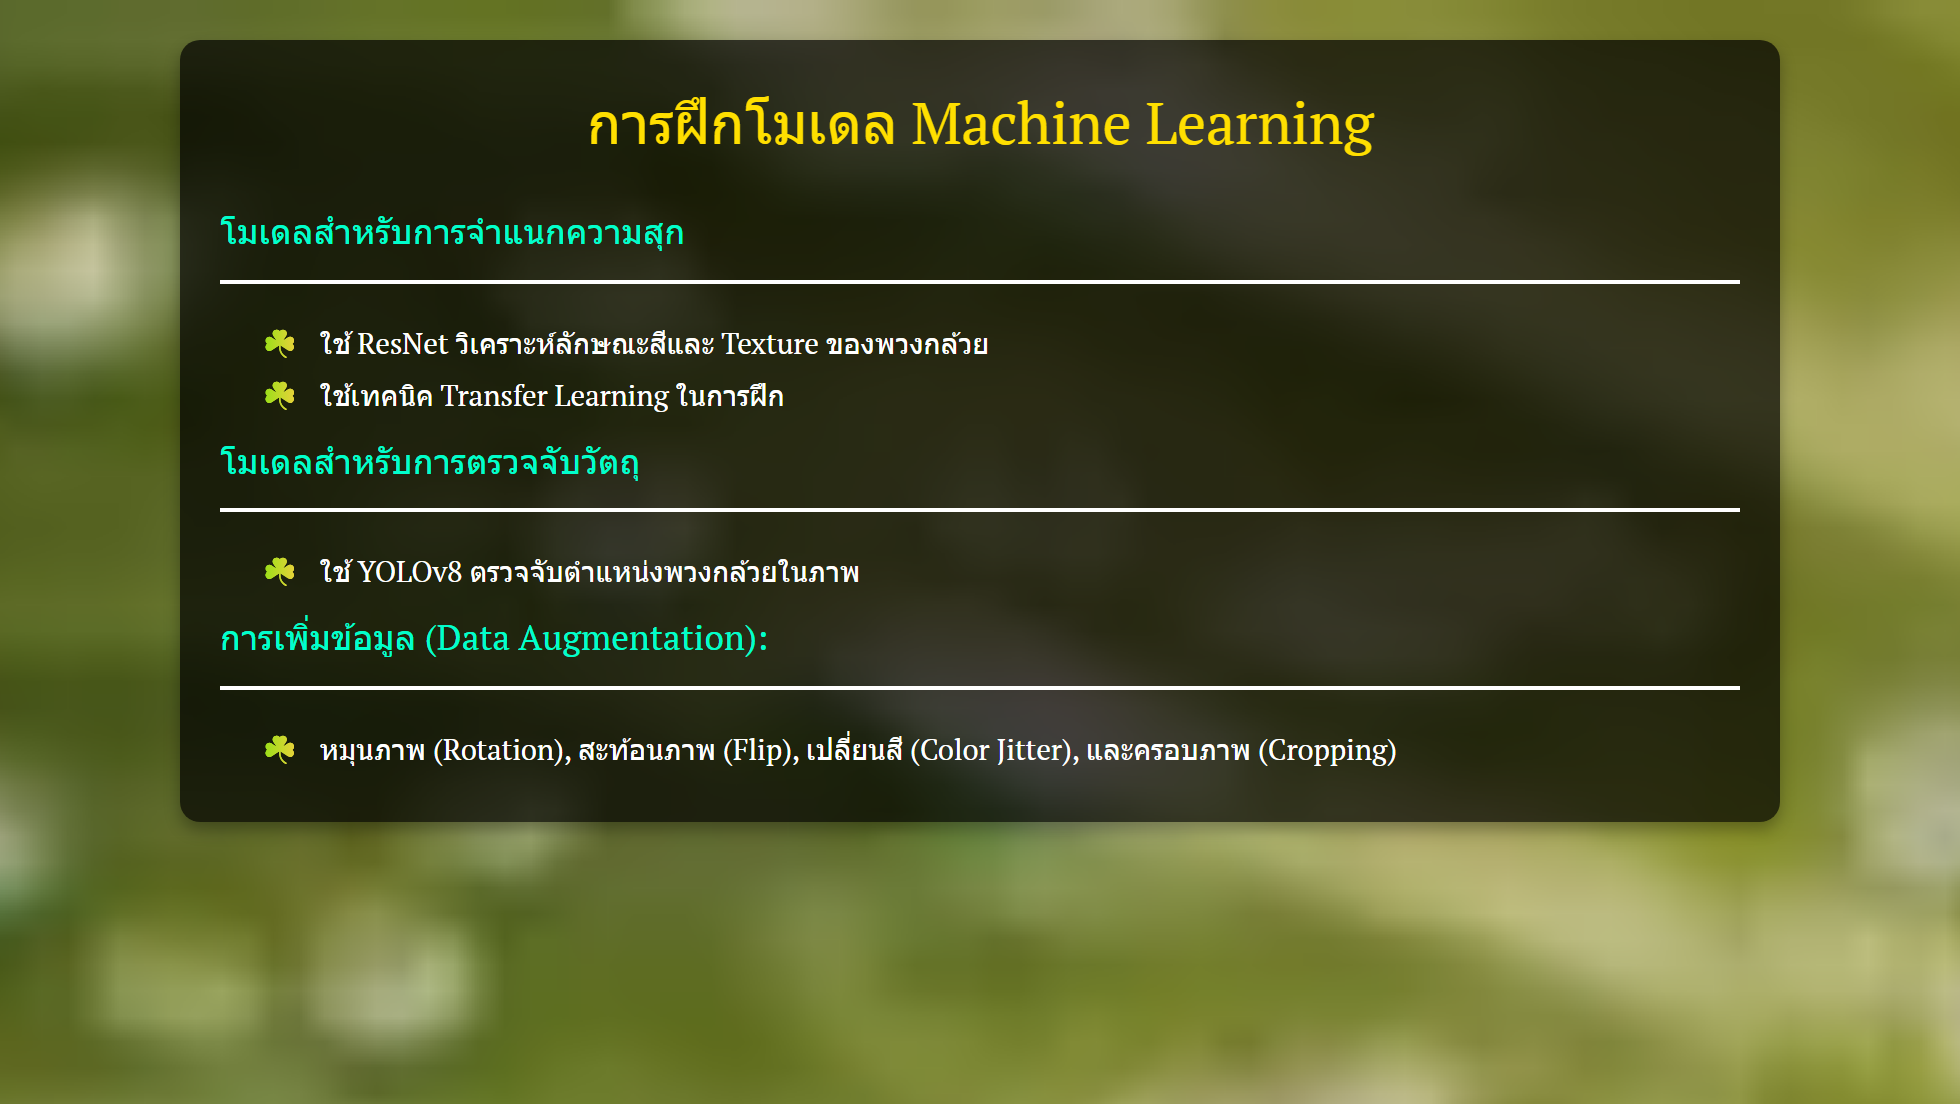 การฝึกโมเดล Machine Learning
โมเดลสำหรับการจำแนกความสุก
ใช้ ResNet วิเคราะห์ลักษณะสีและ Texture ของพวงกล้วย
ใช้เทคนิค Transfer Learning ในการฝึก
โมเดลสำหรับการตรวจจับวัตถุ
ใช้ YOLOv8 ตรวจจับตำแหน่งพวงกล้วยในภาพ
การเพิ่มข้อมูล (Data Augmentation):
หมุนภาพ (Rotation), สะท้อนภาพ (Flip), เปลี่ยนสี (Color Jitter), และครอบภาพ (Cropping)